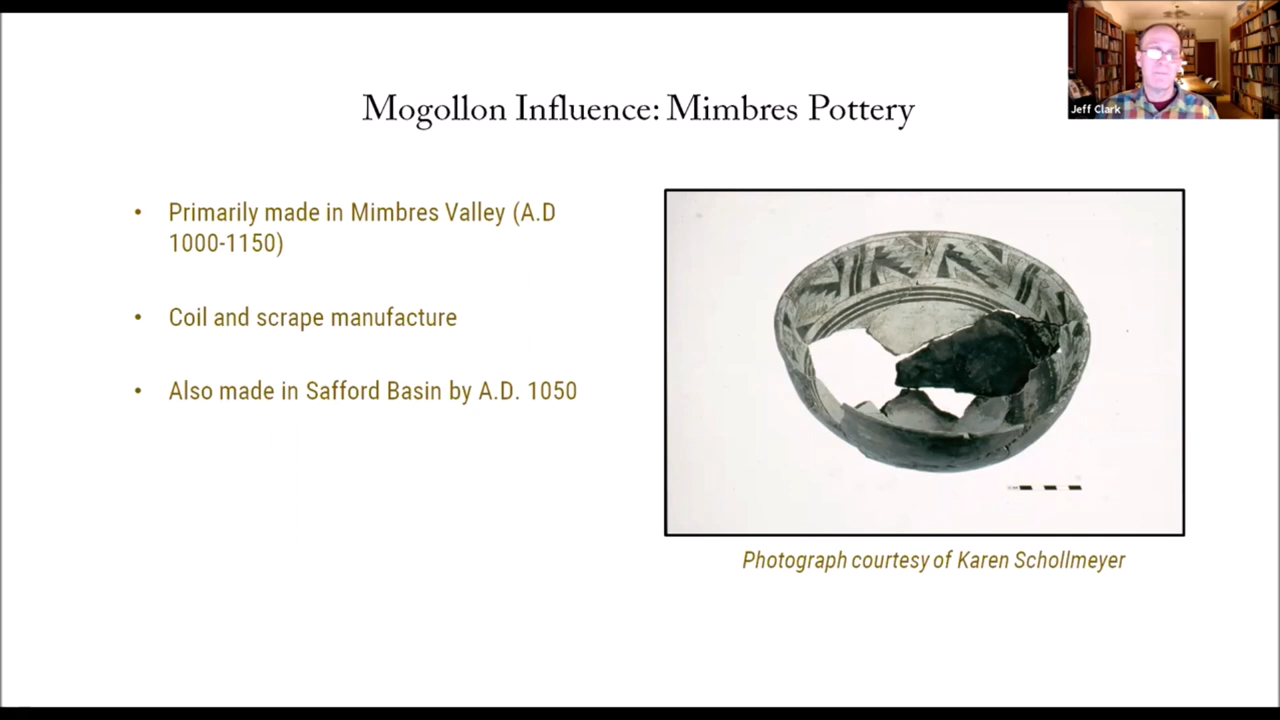 Jeff Clark
Mogollon Influence: Mimbres Pottery
• Primarily made in Mimbres Valley (A.D
1000-1150)
• Coil and scrape manufacture
• Also made in Safford Basin by A.D. 1050
Photograph courtesy of Karen Schollmeyer